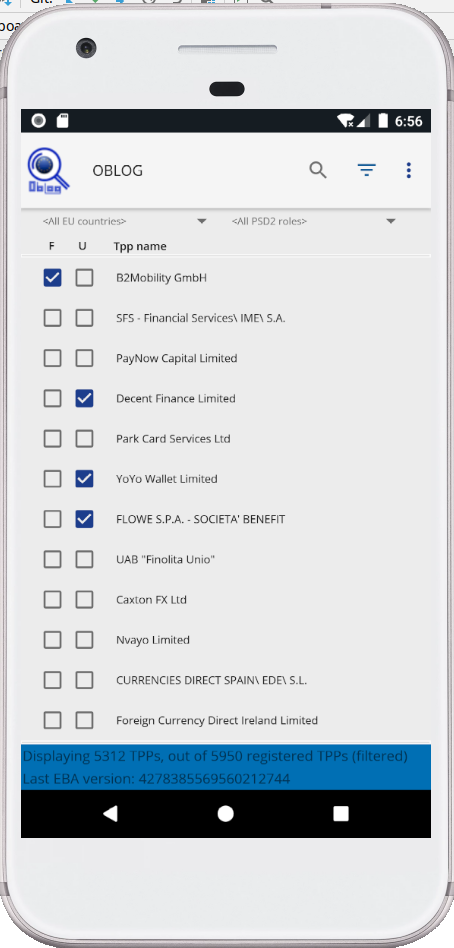 Git:
6:56
Oblog
OBLOG
<All EU countries> <All PSD2 roles>
F U Tpp name
B2Mobility GmbH
SFS - Financial Services\ IME\ S.A.
PayNow Capital Limited
Decent Finance Limited
Park Card Services Ltd
YoYo Wallet Limited
FLOWE S.P.A. - SOCIETA' BENEFIT
UAB "Finolita Unio"
Caxton FX Ltd
Nvayo Limited
CURRENCIES DIRECT SPAIN\ EDE\ S.L.
Foreign Currency Direct Ireland Limited
Displaying 5312 TPPs, out of 5950 registered TPPs (filtered)
Last EBA version: 4278385569560212744